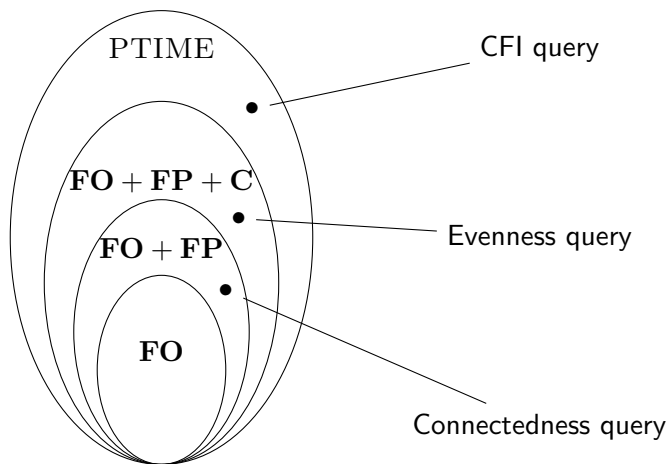 PTIME
CFI query
FO + FP + C
Evenness query
FO + FP
FO
Connectedness query